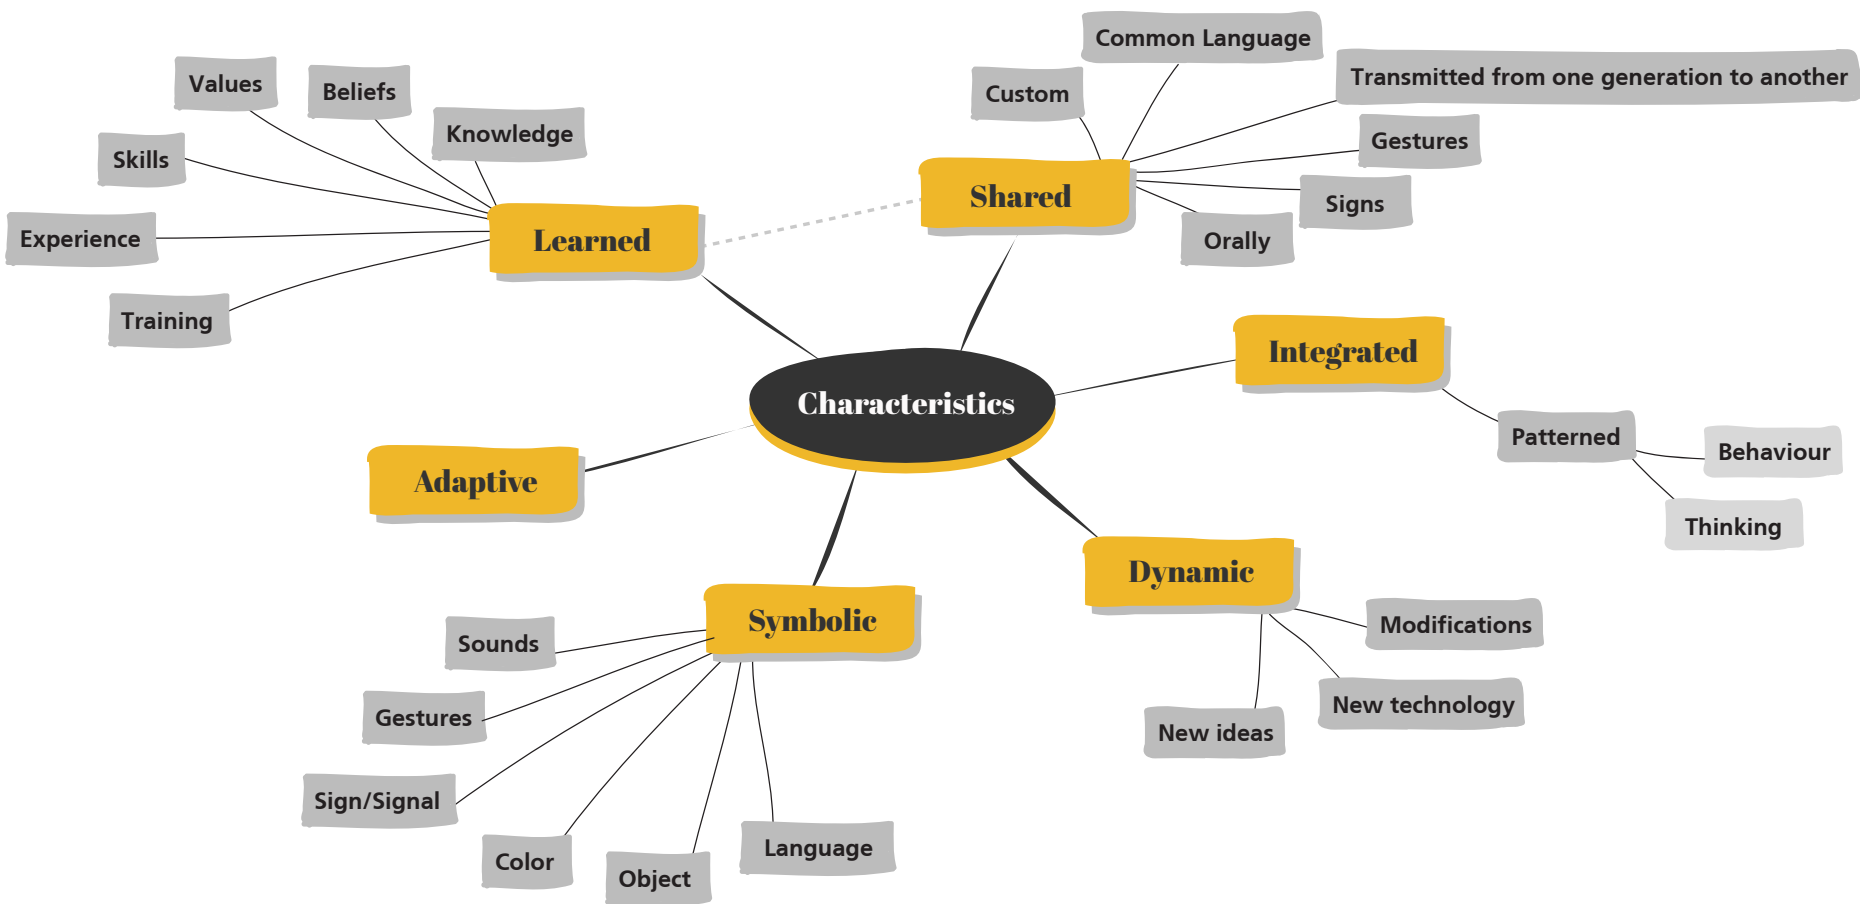 Common Language
Transmitted from one generation to another
Values
Beliefs
Custom
Knowledge
Gestures
Skills
Shared
Signs
Experience
Learned
Orally
Training
Integrated
Characteristics
Patterned
Behaviour
Adaptive
Thinking
Dynamic
Symbolic
Modifications
Sounds
New technology
Gestures
New ideas
Sign/Signal
Language
Color
Object